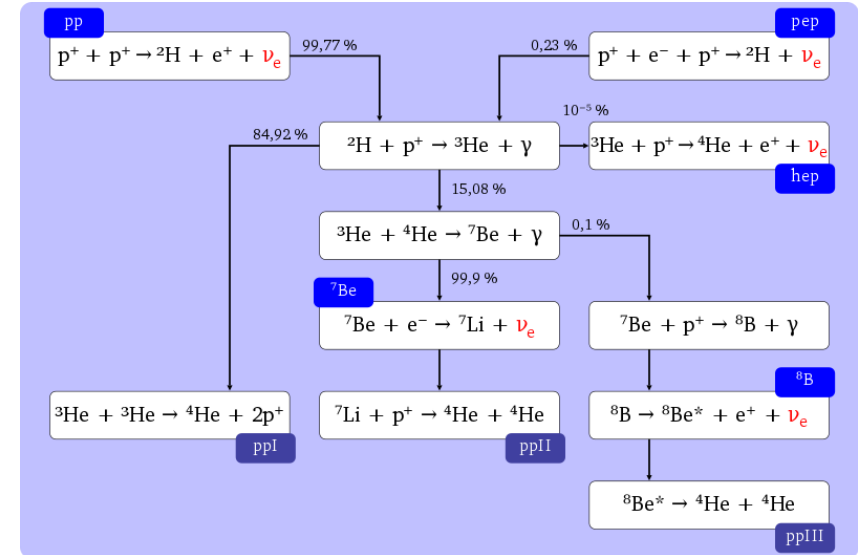 pp
pep
p⁺ + p⁺ → ²H + e⁺ + νₑ
99,77 %
0,23 %
p⁺ + e⁻ + p⁺ → ²H + νₑ
84,92 %
²H + p⁺ → ³He + γ
10⁻⁵ %
³He + p⁺ → ⁴He + e⁺ + νₑ
hep
15,08 %
³He + ⁴He → ⁷Be + γ
0,1 %
99,9 %
⁷Be
⁷Be + e⁻ → ⁷Li + νₑ
⁷Be + p⁺ → ⁸B + γ
⁸B
³He + ³He → ⁴He + 2p⁺
ppI
⁷Li + p⁺ → ⁴He + ⁴He
ppII
⁸B → ⁸Be* + e⁺ + νₑ
⁸Be* → ⁴He + ⁴He
ppIII